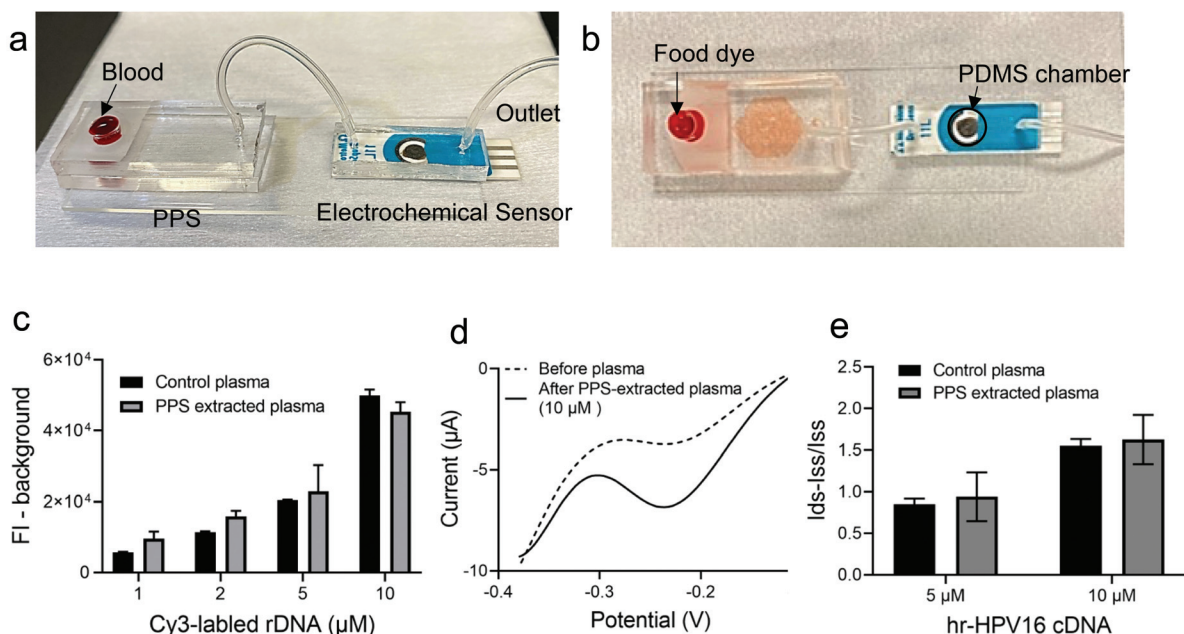 a
Blood
Outlet
PPS
Electrochemical Sensor
b
Food dye
PDMS chamber
11L
c
6×10⁴
4×10⁴
2×10⁴
0
FI - background
Control plasma
PPS extracted plasma
1
2
5
10
Cy3-labled rDNA (µM)
d
0
-5
-10
Current (µA)
Before plasma
After PPS-extracted plasma
(10 µM )
-0.4
-0.3
-0.2
Potential (V)
e
2.5
2.0
1.5
1.0
0.5
0.0
Ids-Iss/Iss
Control plasma
PPS extracted plasma
5 µM
10 µM
hr-HPV16 cDNA